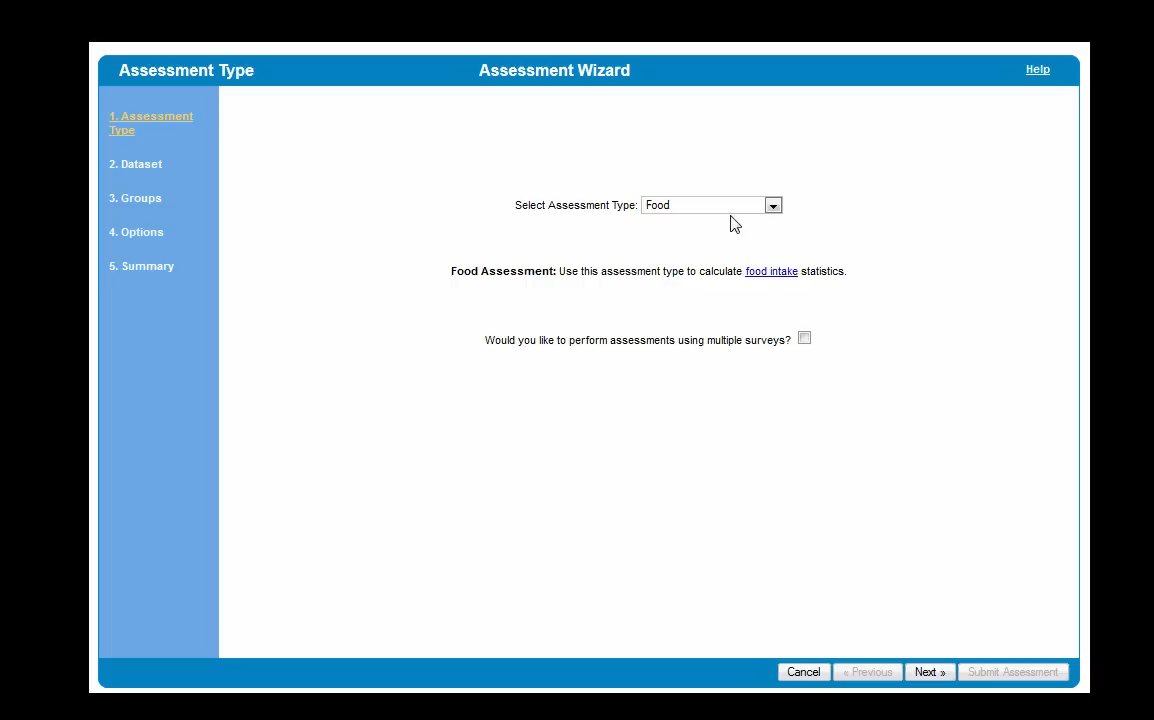 Assessment Type
Assessment Wizard
Help
1. Assessment
Type
2. Dataset
3. Groups
4. Options
5. Summary
Select Assessment Type: Food
Food Assessment: Use this assessment type to calculate food intake statistics.
Would you like to perform assessments using multiple surveys?
Cancel
« Previous
Next »
Submit Assessment